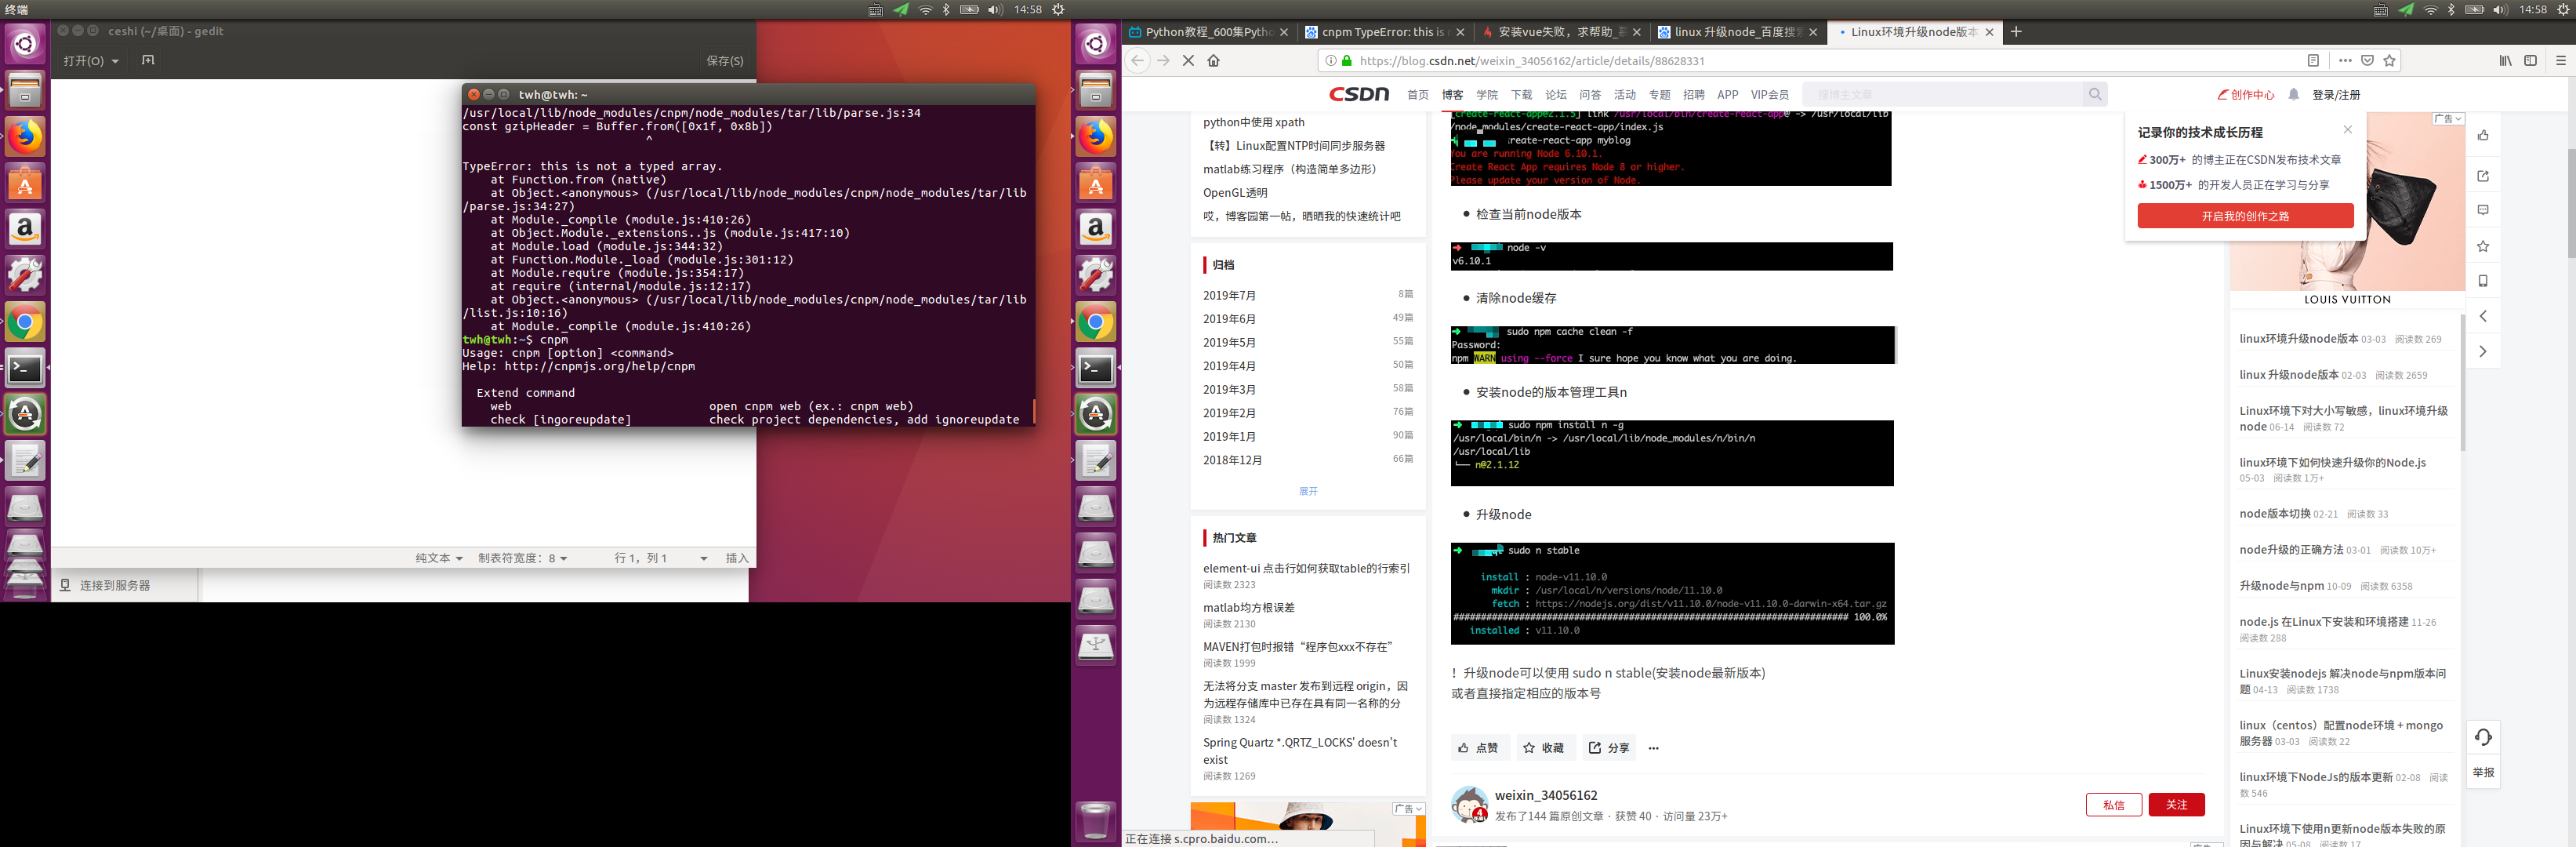 终端
14:58
ceshi (~/桌面) - gedit
打开(O)
保存(S)
twh@twh: ~
/usr/local/lib/node_modules/cnpm/node_modules/tar/lib/parse.js:34
const gzipHeader = Buffer.from([0x1f, 0x8b])
^
TypeError: this is not a typed array.
at Function.from (native)
at Object.<anonymous> (/usr/local/lib/node_modules/cnpm/node_modules/tar/lib
/parse.js:34:27)
at Module._compile (module.js:410:26)
at Object.Module._extensions..js (module.js:417:10)
at Module.load (module.js:344:32)
at Function.Module._load (module.js:301:12)
at Module.require (module.js:354:17)
at require (internal/module.js:12:17)
at Object.<anonymous> (/usr/local/lib/node_modules/cnpm/node_modules/tar/lib
/list.js:10:16)
at Module._compile (module.js:410:26)
twh@twh:~$ cnpm
Usage: cnpm [option] <command>
Help: http://cnpmjs.org/help/cnpm
Extend command
web open cnpm web (ex.: cnpm web)
check [ingoreupdate] check project dependencies, add ignoreupdate
纯文本 制表符宽度：8 行 1，列 1 插入
连接到服务器
14:58
Python教程_600集Pytho
cnpm TypeError: this is
安装vue失败，求帮助_
linux 升级node_百度搜
Linux环境升级node版本
https://blog.csdn.net/weixin_34056162/article/details/88628331
CSDN 首页 博客 学院 下载 论坛 问答 活动 专题 招聘 APP VIP会员 搜博主文章 创作中心 登录/注册
python中使用 xpath
【转】Linux配置NTP时间同步服务器
matlab练习程序（构造简单多边形）
OpenGL透明
哎，博客园第一帖，晒晒我的快速统计吧
归档
2019年7月 8篇
2019年6月 49篇
2019年5月 55篇
2019年4月 50篇
2019年3月 58篇
2019年2月 76篇
2019年1月 90篇
2018年12月 66篇
展开
热门文章
element-ui 点击行如何获取table的行索引
阅读数 2323
matlab均方根误差
阅读数 2130
MAVEN打包时报错“程序包xxx不存在”
阅读数 1999
无法将分支 master 发布到远程 origin，因
为远程存储库中已存在具有同一名称的分
阅读数 1324
Spring Quartz *.QRTZ_LOCKS' doesn't
exist
阅读数 1269
广告
正在连接 s.cpro.baidu.com…
[create-react-app@2.1.5] link /usr/local/bin/create-react-app@ -> /usr/local/lib
/node_modules/create-react-app/index.js
create-react-app myblog
You are running Node 6.10.1.
Create React App requires Node 8 or higher.
Please update your version of Node.
检查当前node版本
node -v
v6.10.1
清除node缓存
sudo npm cache clean -f
Password:
npm WARN using --force I sure hope you know what you are doing.
安装node的版本管理工具n
sudo npm install n -g
/usr/local/bin/n -> /usr/local/lib/node_modules/n/bin/n
/usr/local/lib
└── n@2.1.12
升级node
sudo n stable
install : node-v11.10.0
mkdir : /usr/local/n/versions/node/11.10.0
fetch : https://nodejs.org/dist/v11.10.0/node-v11.10.0-darwin-x64.tar.gz
100.0%
installed : v11.10.0
！升级node可以使用 sudo n stable(安装node最新版本)
或者直接指定相应的版本号
点赞 收藏 分享
weixin_34056162
发布了144 篇原创文章 · 获赞 40 · 访问量 23万+
私信 关注
记录你的技术成长历程
300万+ 的博主正在CSDN发布技术文章
1500万+ 的开发人员正在学习与分享
开启我的创作之路
广告
LOUIS VUITTON
linux环境升级node版本 03-03 阅读数 269
linux 升级node版本 02-03 阅读数 2659
Linux环境下对大小写敏感，linux环境升级
node 06-14 阅读数 72
linux环境下如何快速升级你的Node.js
05-03 阅读数 1万+
node版本切换 02-21 阅读数 33
node升级的正确方法 03-01 阅读数 10万+
升级node与npm 10-09 阅读数 6358
node.js 在Linux下安装和环境搭建 11-26
阅读数 288
Linux安装nodejs 解决node与npm版本问
题 04-13 阅读数 1738
linux（centos）配置node环境 + mongo
服务器 03-03 阅读数 22
linux环境下NodeJs的版本更新 02-08 阅读
数 546
Linux环境下使用n更新node版本失败的原
因与解决 05-08 阅读数 17
举报